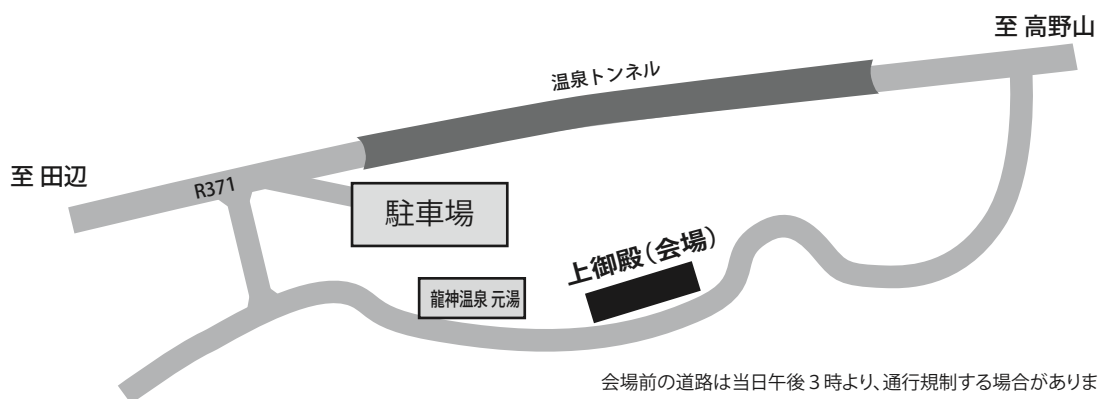 至 高野山
温泉トンネル
至 田辺
R371
駐車場
上御殿（会場）
龍神温泉 元湯
会場前の道路は当日午後３時より、通行規制する場合がありま